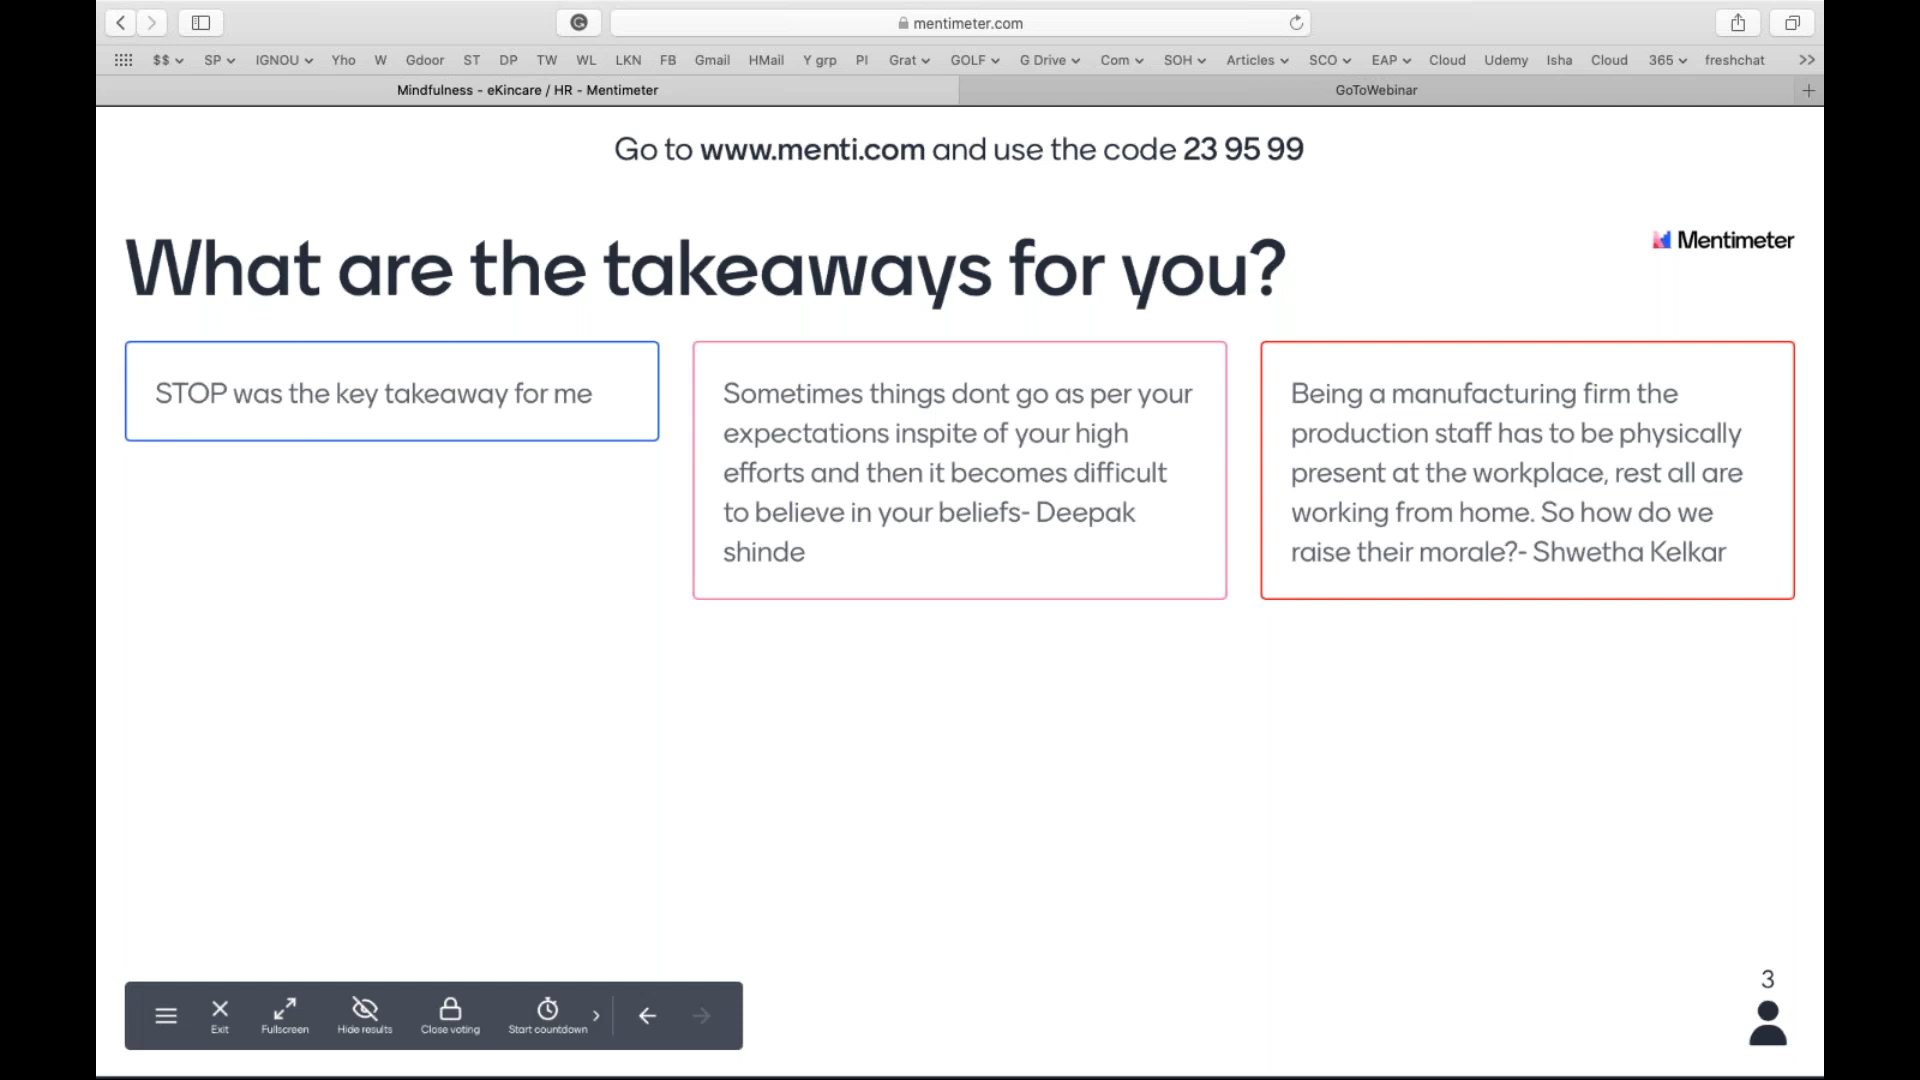 mentimeter.com
$$ SP IGNOU Yho W Gdoor ST DP TW WL LKN FB Gmail HMail Y grp PI Grat GOLF G Drive Com SOH Articles SCO EAP Cloud Udemy Isha Cloud 365 freshchat >>
Mindfulness - eKincare / HR - Mentimeter GoToWebinar
Go to www.menti.com and use the code 23 95 99
Mentimeter
What are the takeaways for you?
STOP was the key takeaway for me
Sometimes things dont go as per your
expectations inspite of your high
efforts and then it becomes difficult
to believe in your beliefs- Deepak
shinde
Being a manufacturing firm the
production staff has to be physically
present at the workplace, rest all are
working from home. So how do we
raise their morale?- Shwetha Kelkar
3
Exit Fullscreen Hide results Close voting Start countdown